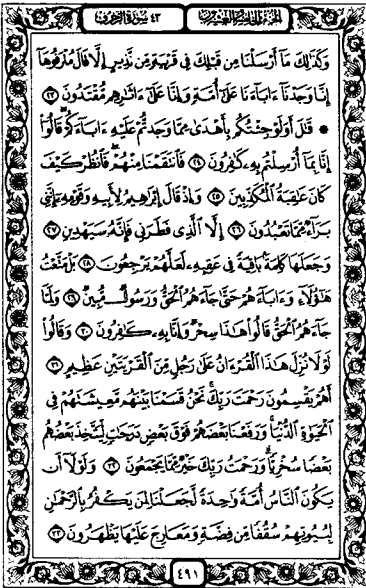 الجزء الخامس والعشرون
٤٣ سورة الزخرف
وَكَذَٰلِكَ مَآ أَرْسَلْنَا مِن قَبْلِكَ فِي قَرْيَةٍ مِّن نَّذِيرٍ إِلَّا قَالَ مُتْرَفُوهَآ
إِنَّا وَجَدْنَآ ءَابَآءَنَا عَلَىٰٓ أُمَّةٍ وَإِنَّا عَلَىٰٓ ءَاثَٰرِهِم مُّقْتَدُونَ ۝٢٣
۞ قَٰلَ أَوَلَوْ جِئْتُكُم بِأَهْدَىٰ مِمَّا وَجَدتُّمْ عَلَيْهِ ءَابَآءَكُمْ ۖ قَالُوٓا۟
إِنَّا بِمَآ أُرْسِلْتُم بِهِۦ كَٰفِرُونَ ۝٢٤ فَٱنتَقَمْنَا مِنْهُمْ ۖ فَٱنظُرْ كَيْفَ
كَانَ عَٰقِبَةُ ٱلْمُكَذِّبِينَ ۝٢٥ وَإِذْ قَالَ إِبْرَٰهِيمُ لِأَبِيهِ وَقَوْمِهِۦٓ إِنَّنِي
بَرَآءٌ مِّمَّا تَعْبُدُونَ ۝٢٦ إِلَّا ٱلَّذِي فَطَرَنِي فَإِنَّهُۥ سَيَهْدِينِ ۝٢٧
وَجَعَلَهَا كَلِمَةًۢ بَاقِيَةً فِي عَقِبِهِۦ لَعَلَّهُمْ يَرْجِعُونَ ۝٢٨ بَلْ مَتَّعْتُ
هَٰٓؤُلَآءِ وَءَابَآءَهُمْ حَتَّىٰ جَآءَهُمُ ٱلْحَقُّ وَرَسُولٌ مُّبِينٌ ۝٢٩ وَلَمَّا
جَآءَهُمُ ٱلْحَقُّ قَالُوا۟ هَٰذَا سِحْرٌ وَإِنَّا بِهِۦ كَٰفِرُونَ ۝٣٠ وَقَالُوا۟
لَوْلَا نُزِّلَ هَٰذَا ٱلْقُرْءَانُ عَلَىٰ رَجُلٍ مِّنَ ٱلْقَرْيَتَيْنِ عَظِيمٍ ۝٣١
أَهُمْ يَقْسِمُونَ رَحْمَتَ رَبِّكَ ۚ نَحْنُ قَسَمْنَا بَيْنَهُم مَّعِيشَتَهُمْ فِي
ٱلْحَيَوٰةِ ٱلدُّنْيَا ۚ وَرَفَعْنَا بَعْضَهُمْ فَوْقَ بَعْضٍ دَرَجَٰتٍ لِّيَتَّخِذَ بَعْضُهُم
بَعْضًا سُخْرِيًّا ۗ وَرَحْمَتُ رَبِّكَ خَيْرٌ مِّمَّا يَجْمَعُونَ ۝٣٢ وَلَوْلَآ أَن
يَكُونَ ٱلنَّاسُ أُمَّةً وَٰحِدَةً لَّجَعَلْنَا لِمَن يَكْفُرُ بِٱلرَّحْمَٰنِ
لِبُيُوتِهِمْ سُقُفًا مِّن فِضَّةٍ وَمَعَارِجَ عَلَيْهَا يَظْهَرُونَ ۝٣٣
٤٩١